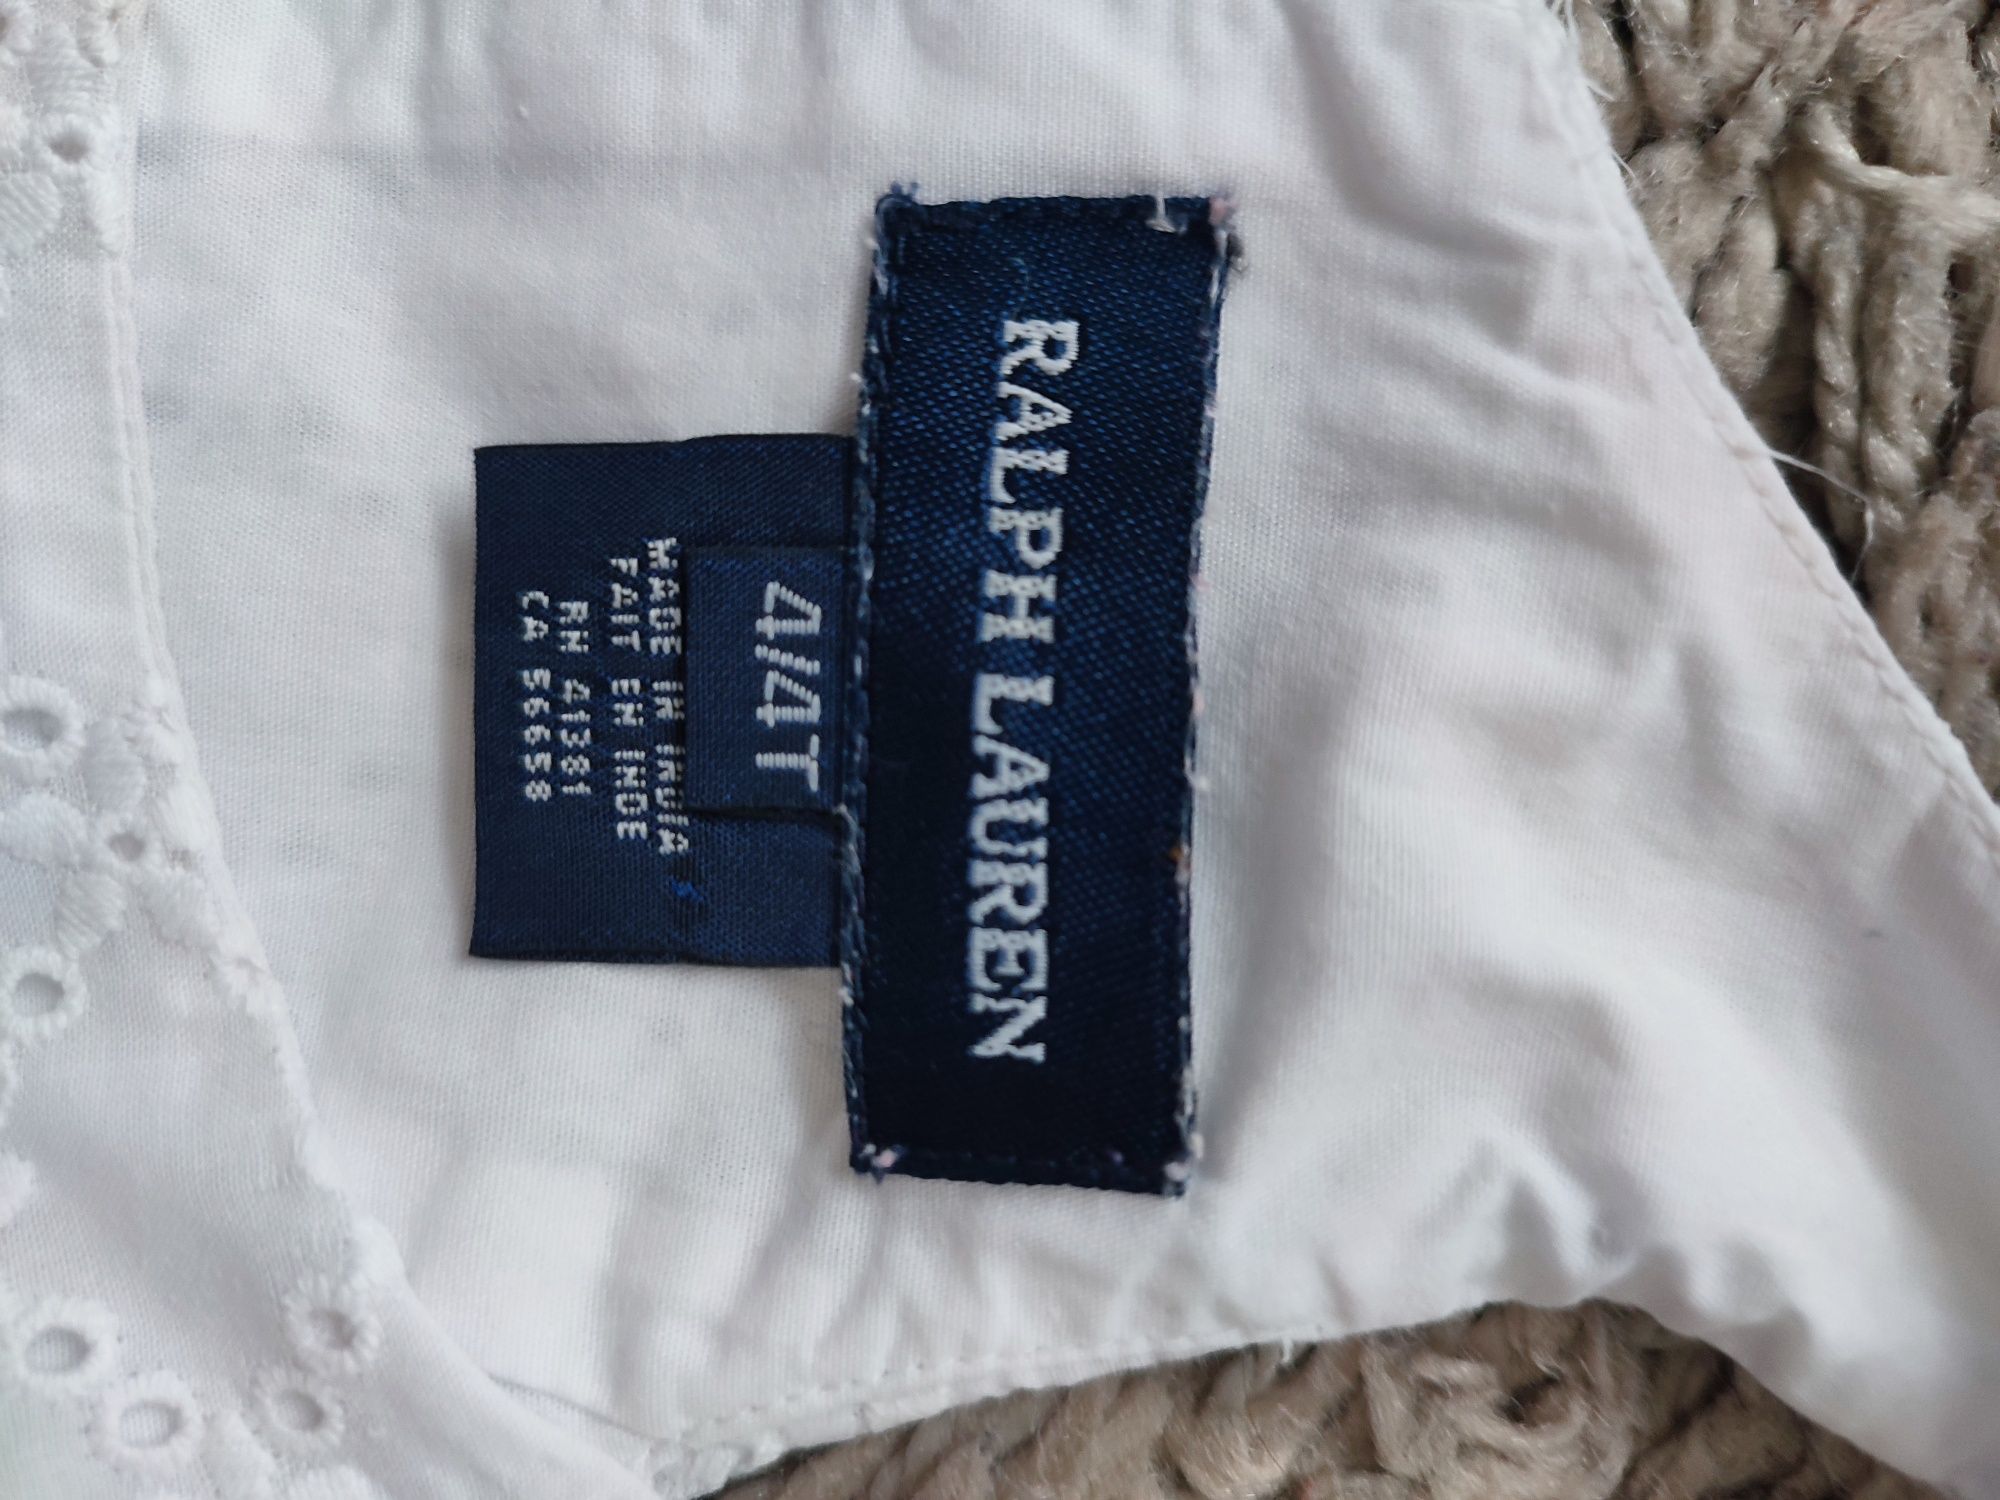 RALPH LAUREN
4/4T
MADE IN INDIA
FAIT EN INDE
RN 41381
CA 56658